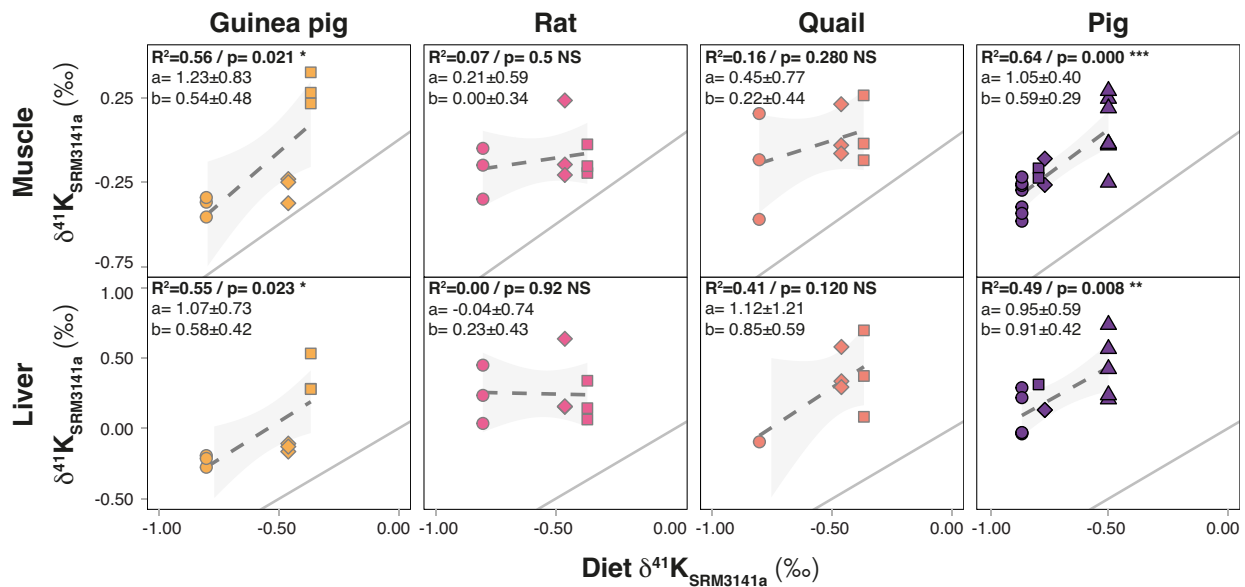 Guinea pig Rat Quail Pig
Muscle
δ⁴¹K_SRM3141a (‰)
0.25
-0.25
-0.75
R²=0.56 / p= 0.021 *
a= 1.23±0.83
b= 0.54±0.48
R²=0.07 / p= 0.5 NS
a= 0.21±0.59
b= 0.00±0.34
R²=0.16 / p= 0.280 NS
a= 0.45±0.77
b= 0.22±0.44
R²=0.64 / p= 0.000 ***
a= 1.05±0.40
b= 0.59±0.29
Liver
δ⁴¹K_SRM3141a (‰)
1.00
0.50
0.00
-0.50
R²=0.55 / p= 0.023 *
a= 1.07±0.73
b= 0.58±0.42
R²=0.00 / p= 0.92 NS
a= -0.04±0.74
b= 0.23±0.43
R²=0.41 / p= 0.120 NS
a= 1.12±1.21
b= 0.85±0.59
R²=0.49 / p= 0.008 **
a= 0.95±0.59
b= 0.91±0.42
-1.00 -0.50 0.00 -1.00 -0.50 0.00 -1.00 -0.50 0.00 -1.00 -0.50 0.00
Diet δ⁴¹K_SRM3141a (‰)